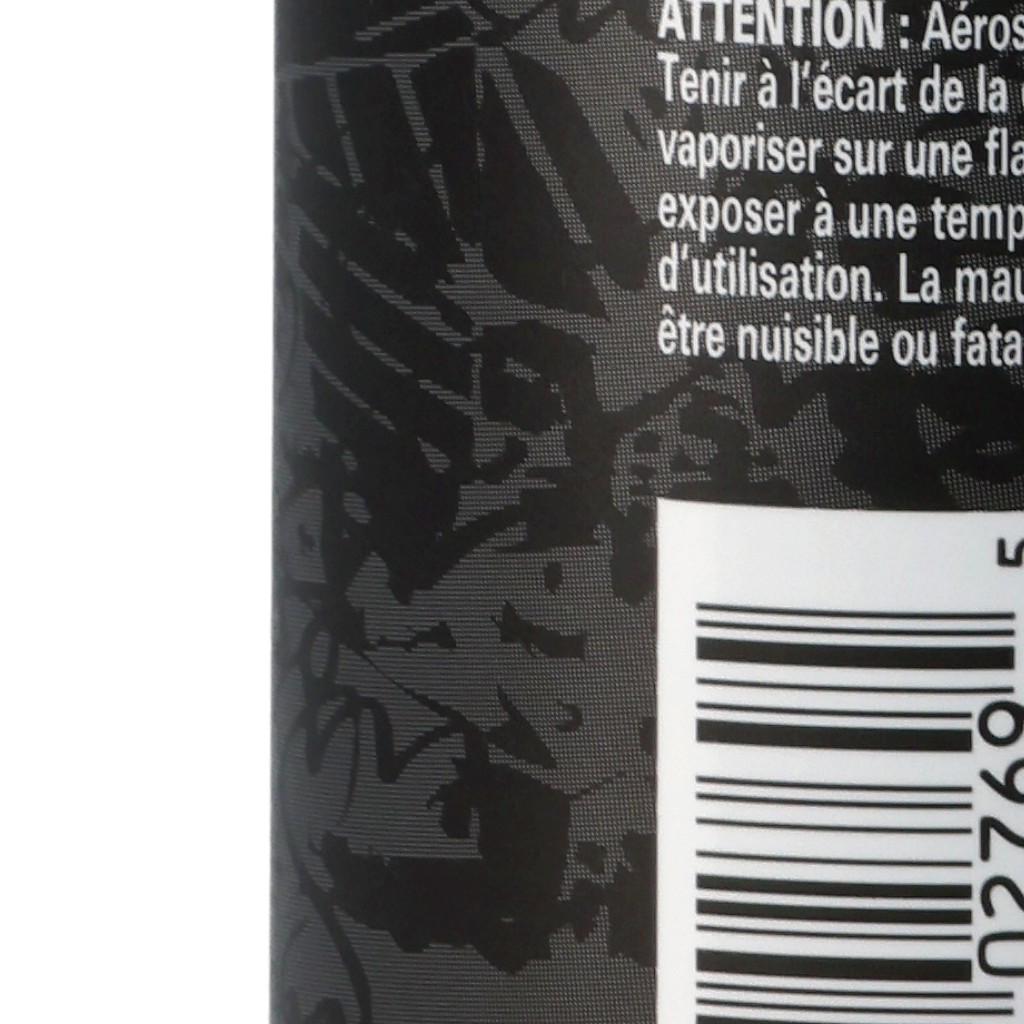 ATTENTION : Aéros
Tenir à l'écart de la
vaporiser sur une fla
exposer à une temp
d'utilisation. La mau
être nuisible ou fata
5
02769